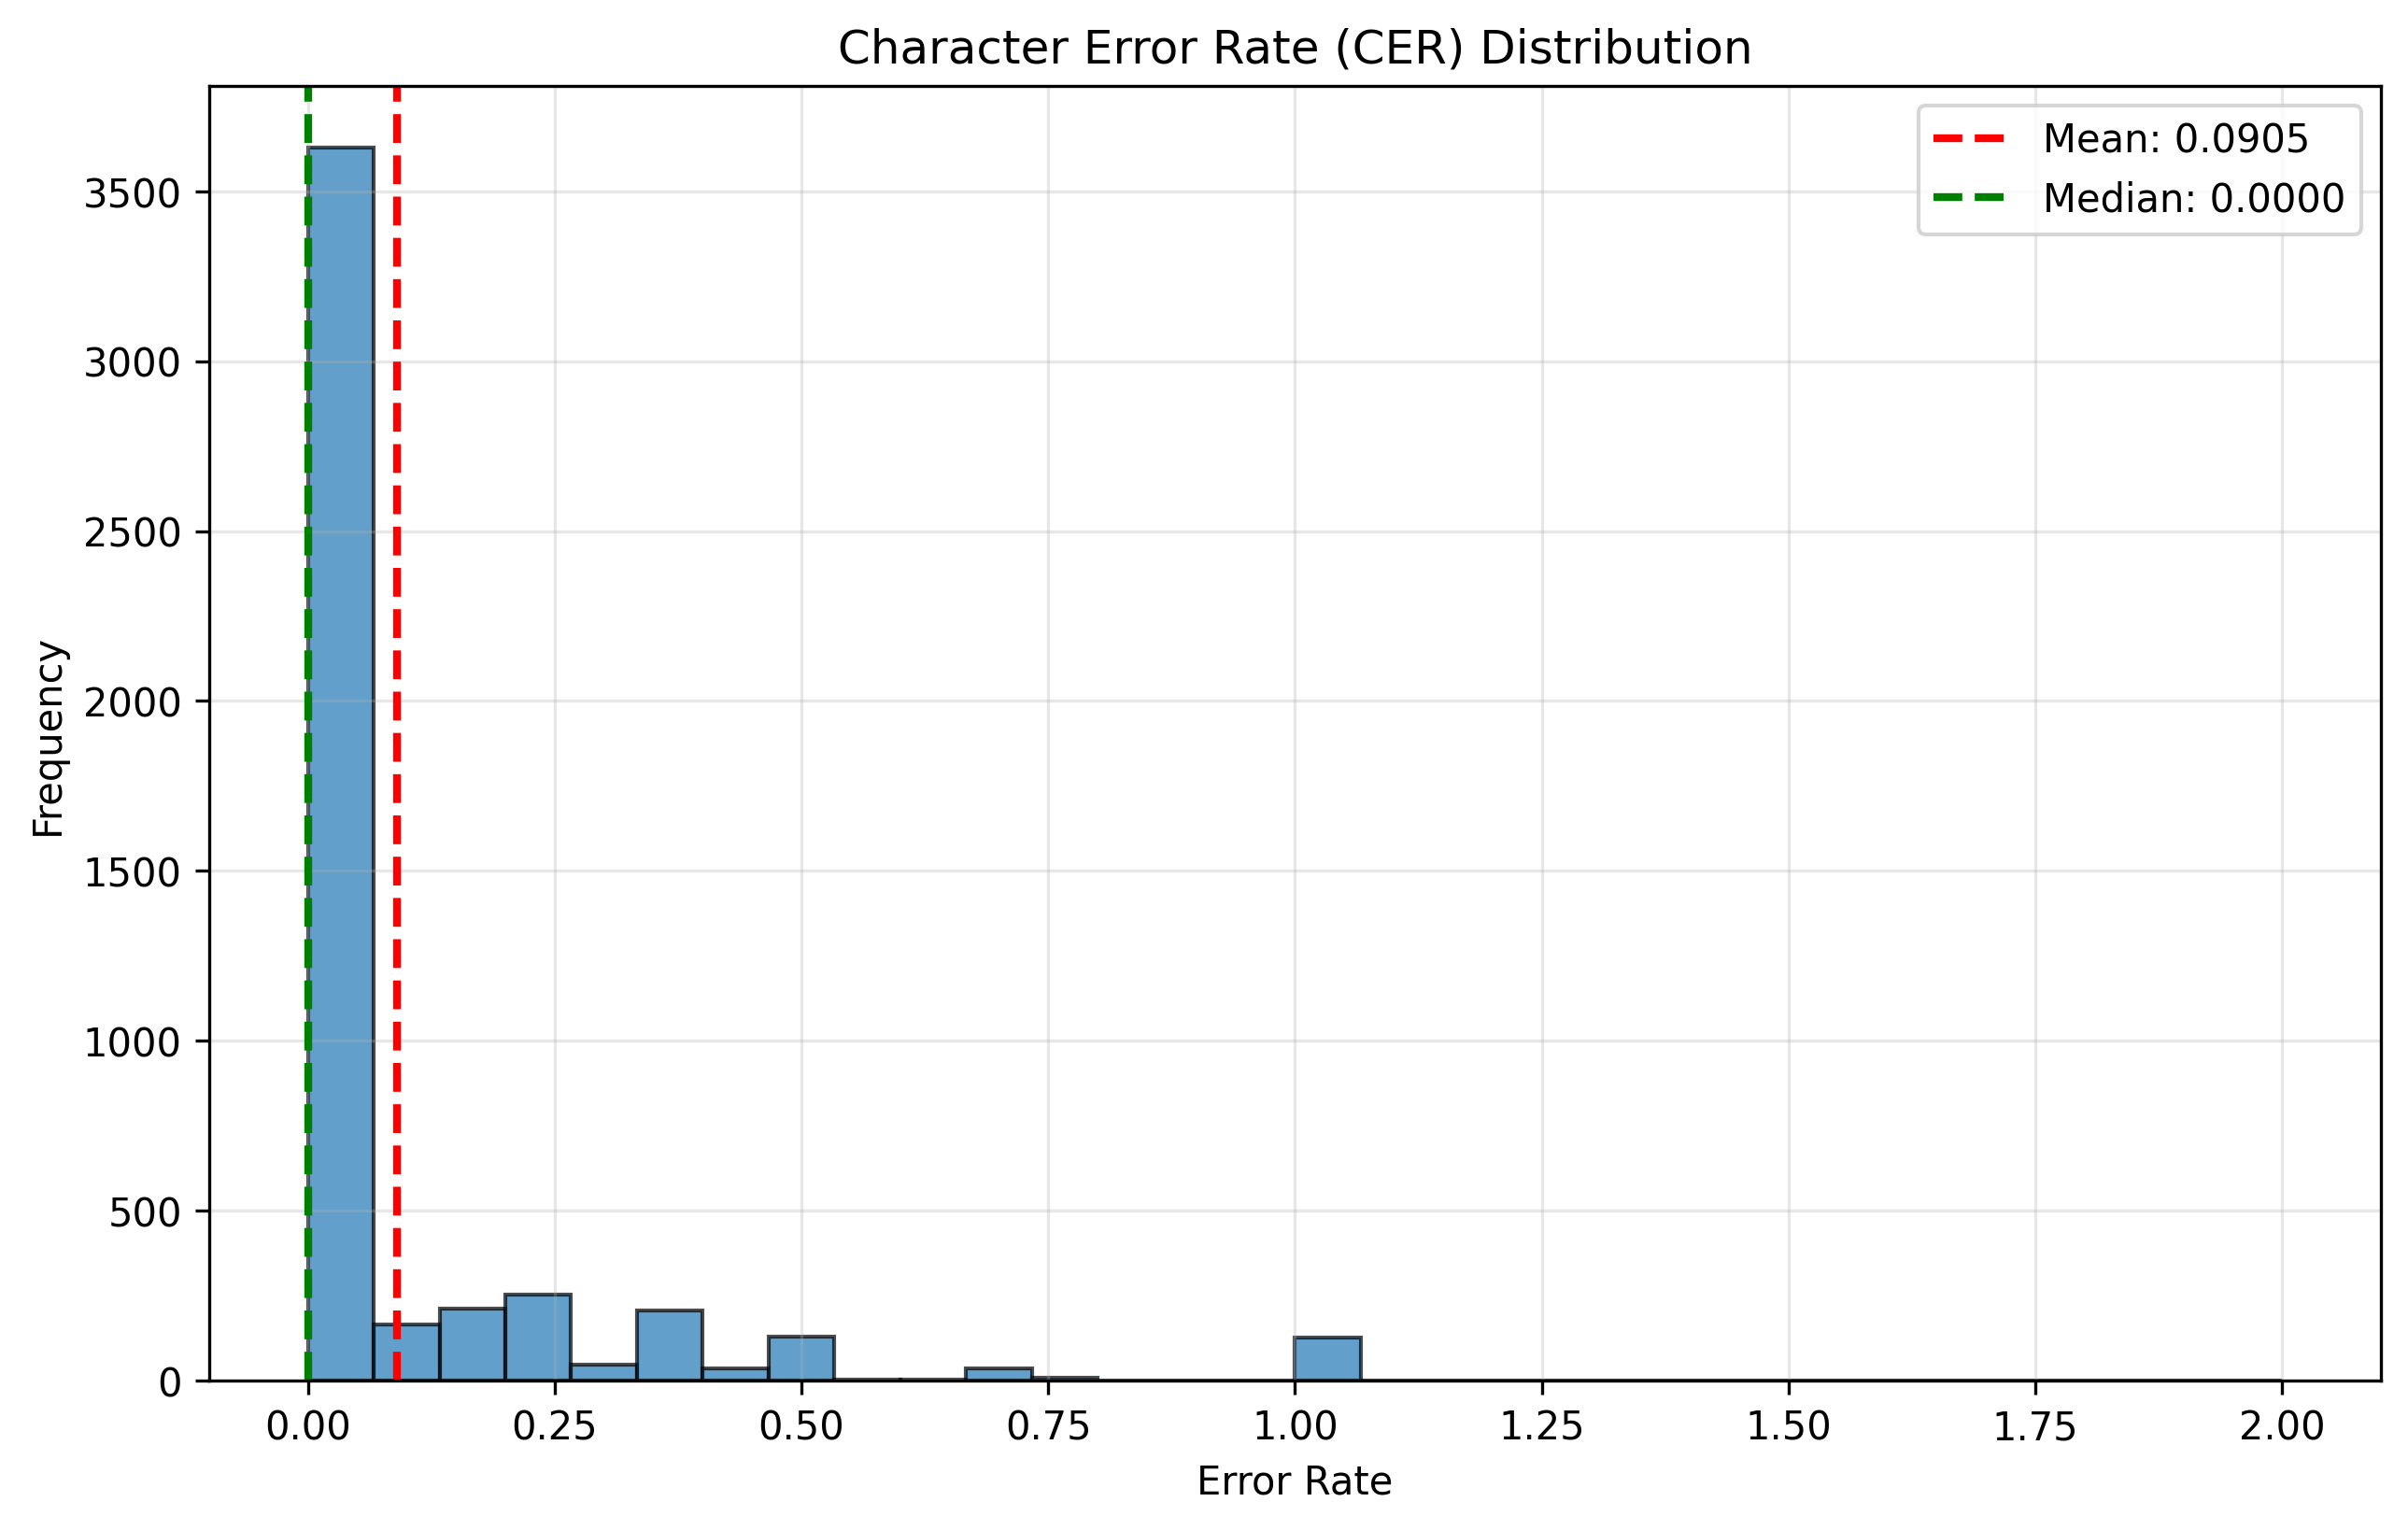 Character Error Rate (CER) Distribution
Mean: 0.0905
Median: 0.0000
3500
3000
2500
2000
1500
1000
500
0
Frequency
0.00 0.25 0.50 0.75 1.00 1.25 1.50 1.75 2.00
Error Rate